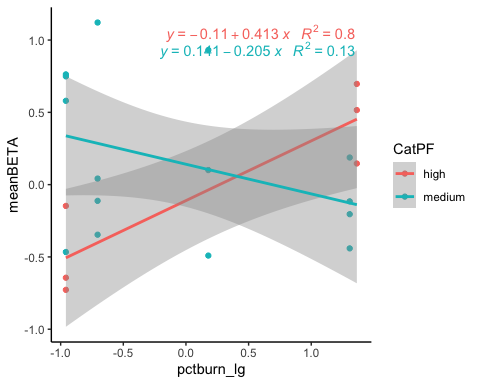 y = −0.11 + 0.413 x R² = 0.8
y = 0.141 − 0.205 x R² = 0.13
1.0
0.5
0.0
-0.5
-1.0
meanBETA
-1.0 -0.5 0.0 0.5 1.0
pctburn_lg
CatPF
high
medium